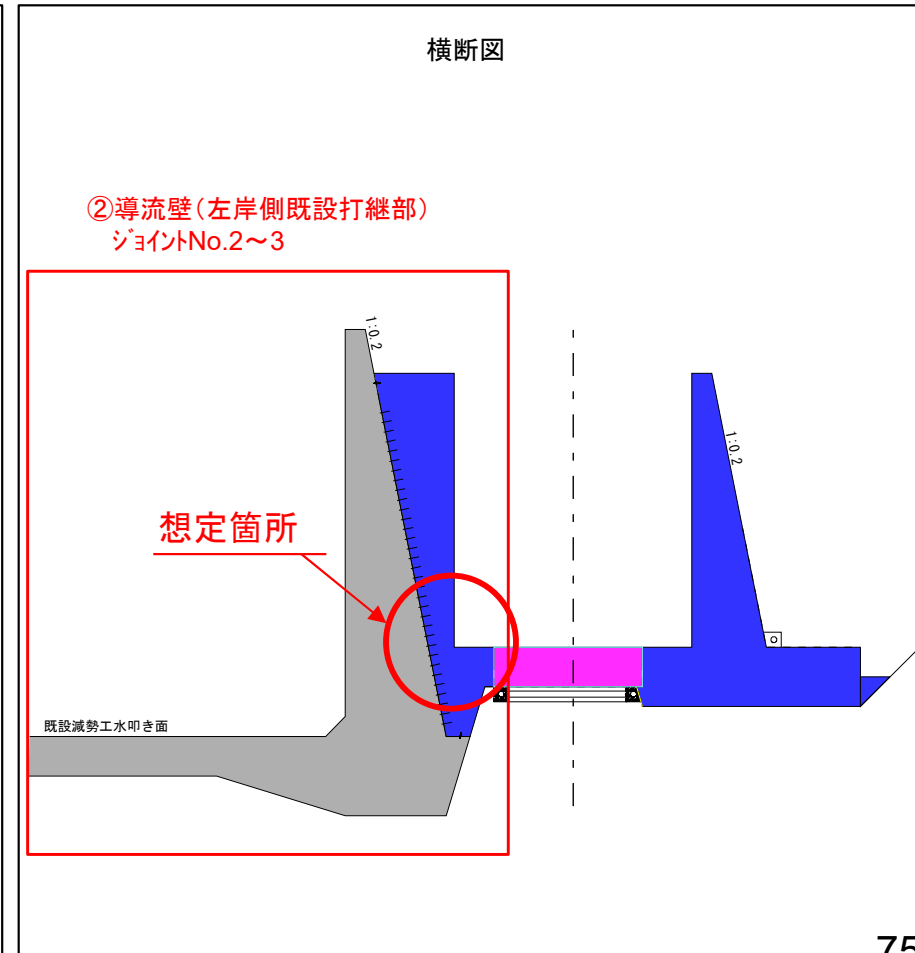 横断図
②導流壁(左岸側既設打継部)
ｼﾞｮｲﾝﾄNo.2～3
1:0.2
1:0.2
想定箇所
既設減勢工水叩き面
75